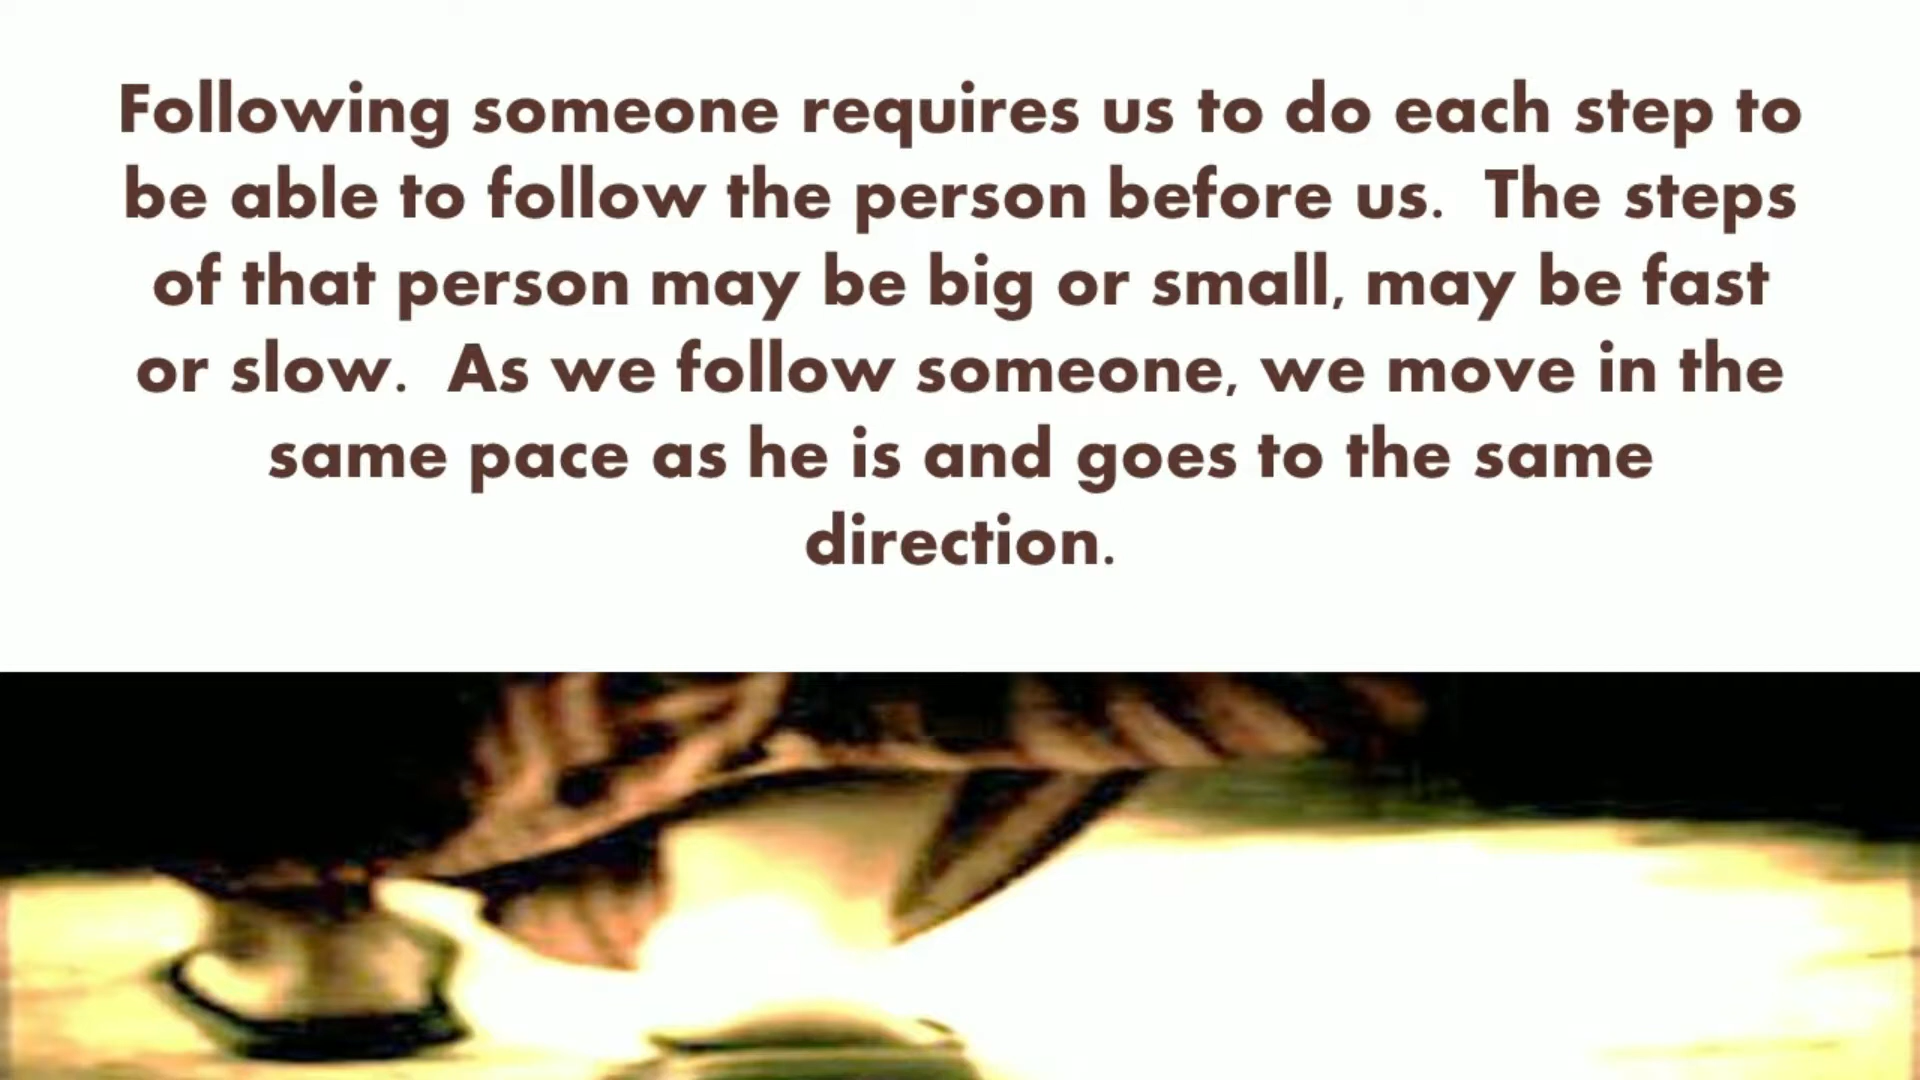 Following someone requires us to do each step to
be able to follow the person before us.  The steps
of that person may be big or small, may be fast
or slow.  As we follow someone, we move in the
same pace as he is and goes to the same
direction.